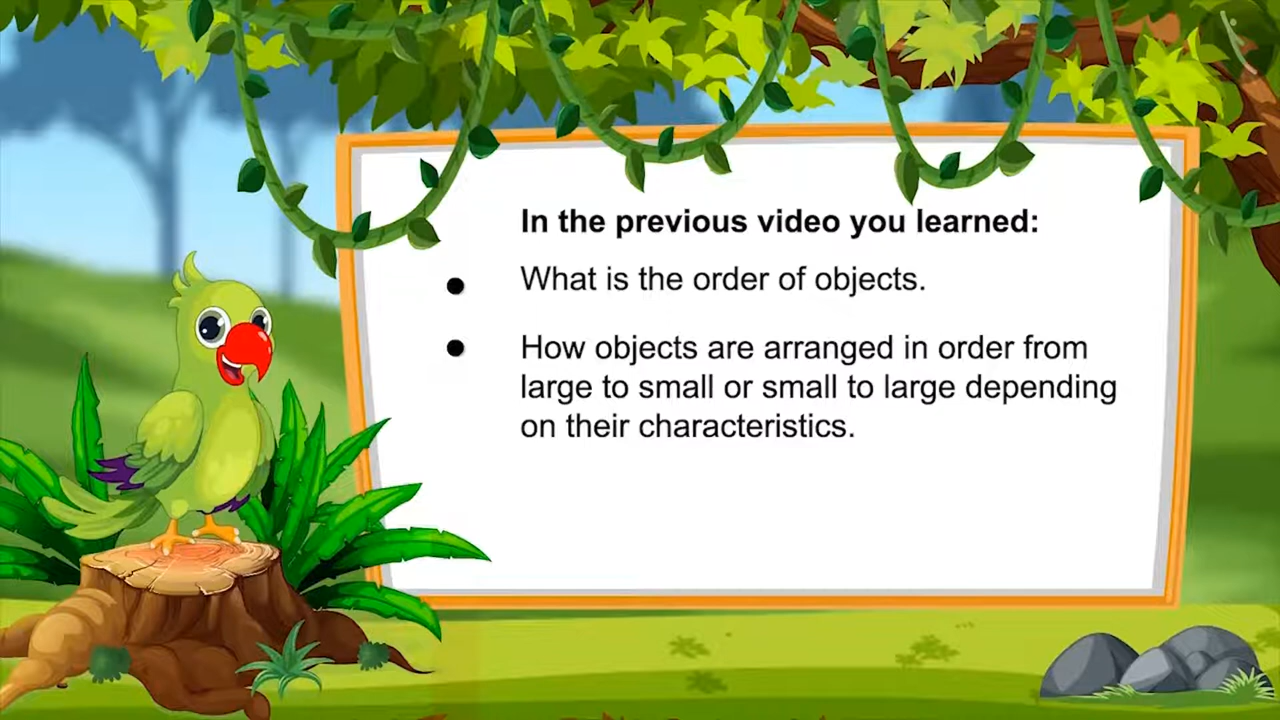 In the previous video you learned:
● What is the order of objects.
● How objects are arranged in order from
large to small or small to large depending
on their characteristics.